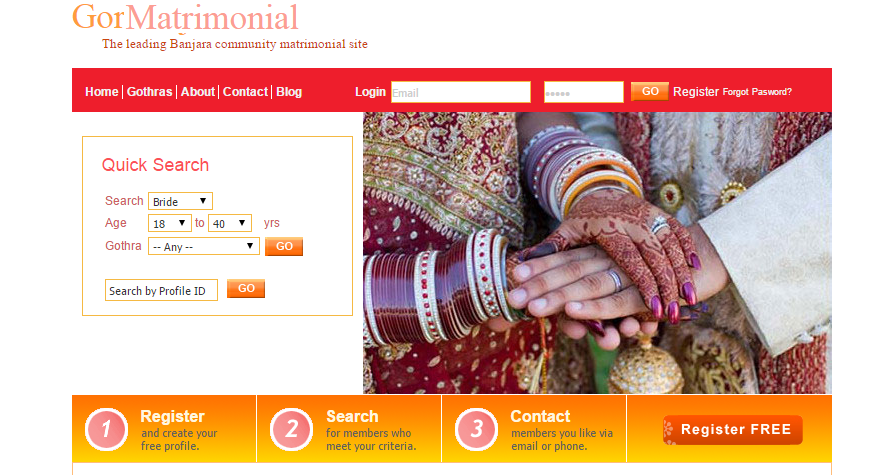 GorMatrimonial
The leading Banjara community matrimonial site
Home | Gothras | About | Contact | Blog
Login Email ••••• GO Register Forgot Pasword?
Quick Search
Search Bride
Age 18 to 40 yrs
Gothra -- Any -- GO
Search by Profile ID GO
1 Register
and create your
free profile.
2 Search
for members who
meet your criteria.
3 Contact
members you like via
email or phone.
Register FREE